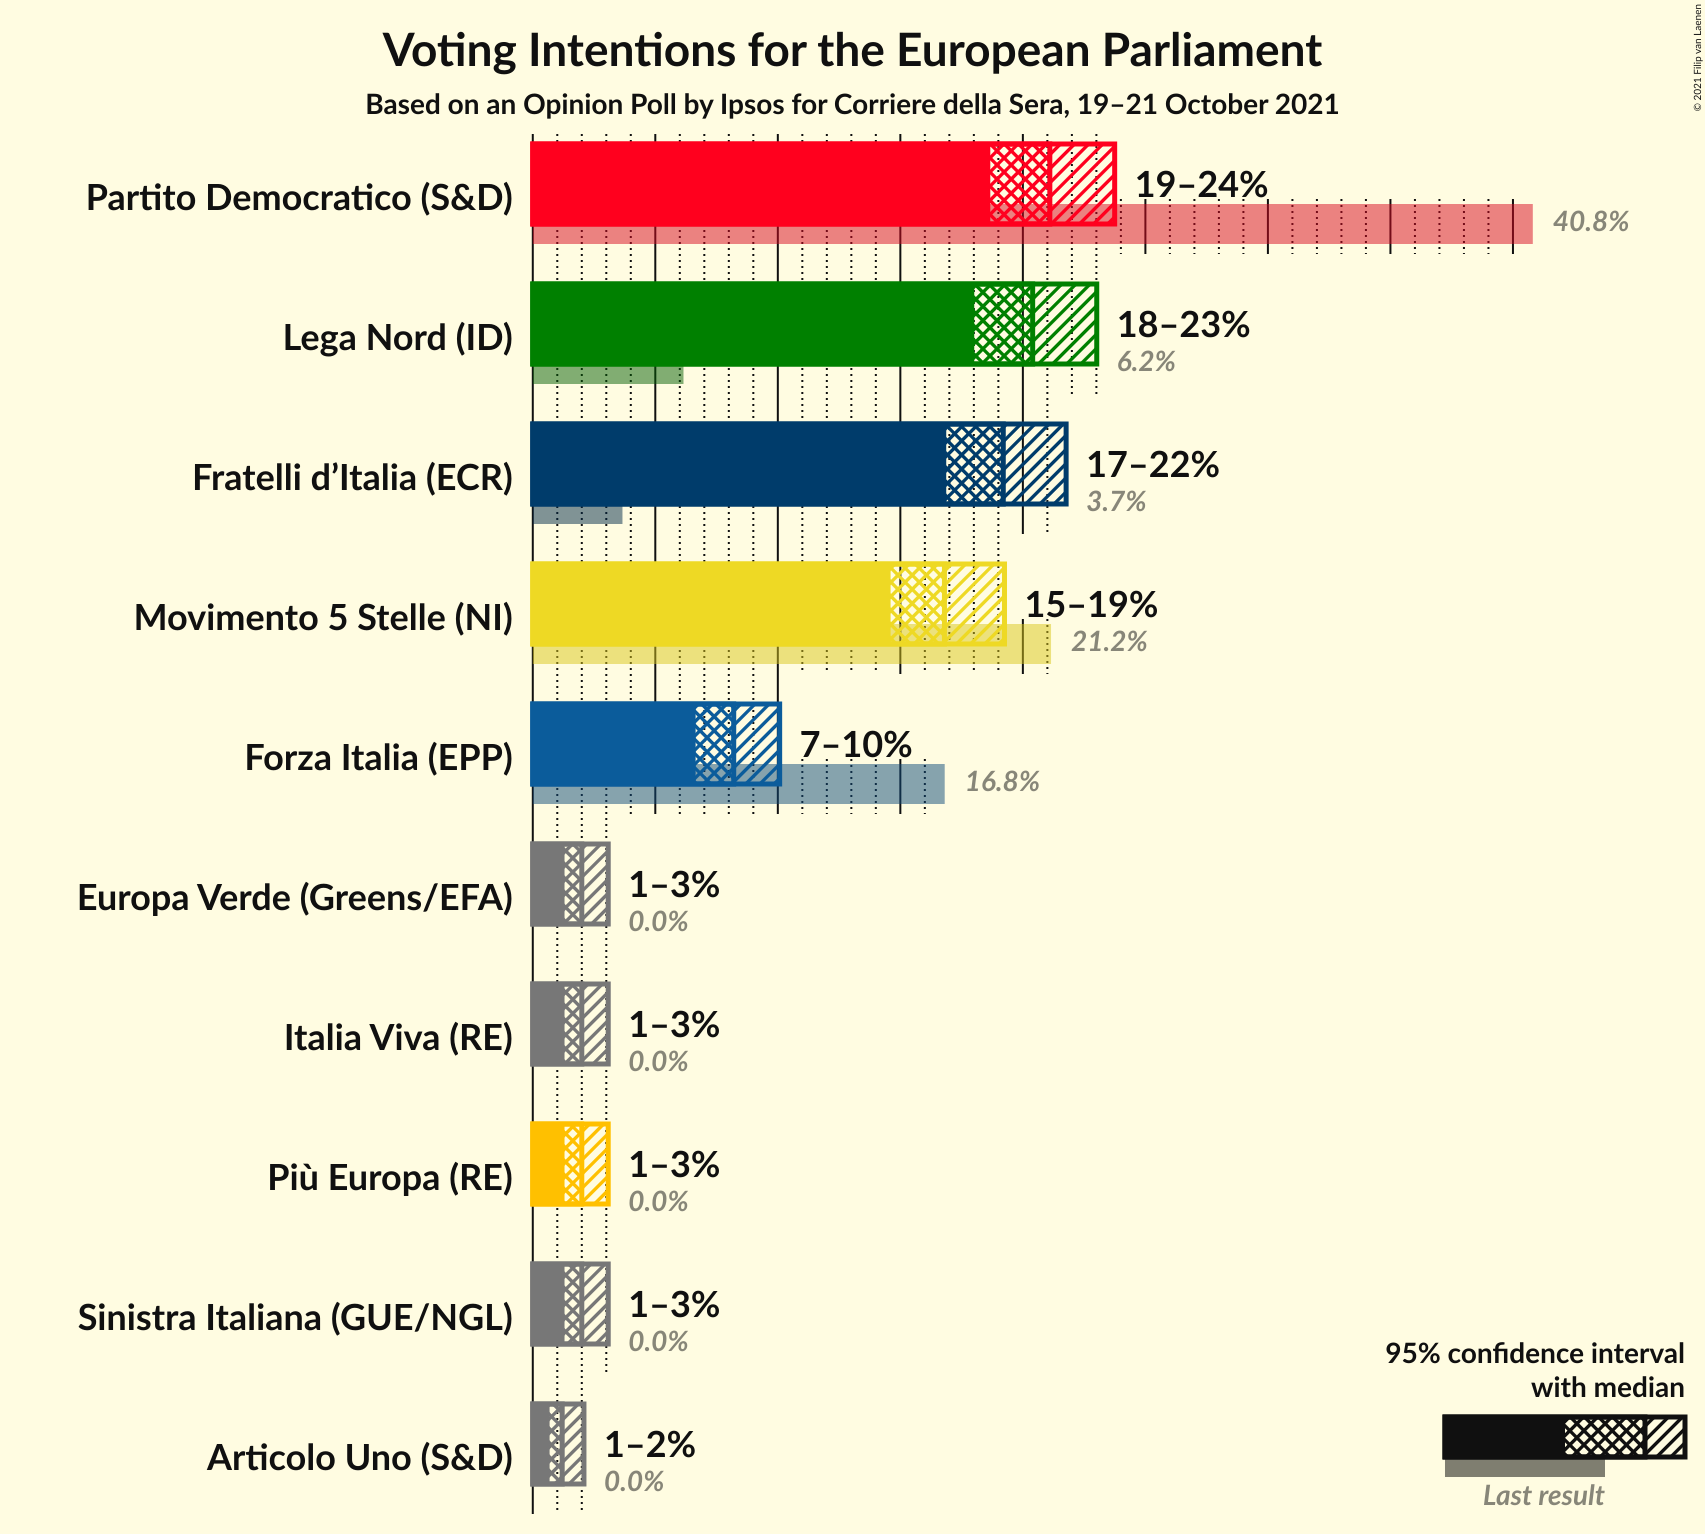 Voting Intentions for the European Parliament
Based on an Opinion Poll by Ipsos for Corriere della Sera, 19–21 October 2021
© 2021 Filip van Laenen
Partito Democratico (S&D)
19–24%
40.8%
Lega Nord (ID)
18–23%
6.2%
Fratelli d’Italia (ECR)
17–22%
3.7%
Movimento 5 Stelle (NI)
15–19%
21.2%
Forza Italia (EPP)
7–10%
16.8%
Europa Verde (Greens/EFA)
1–3%
0.0%
Italia Viva (RE)
1–3%
0.0%
Più Europa (RE)
1–3%
0.0%
Sinistra Italiana (GUE/NGL)
1–3%
0.0%
Articolo Uno (S&D)
1–2%
0.0%
95% confidence interval
with median
Last result